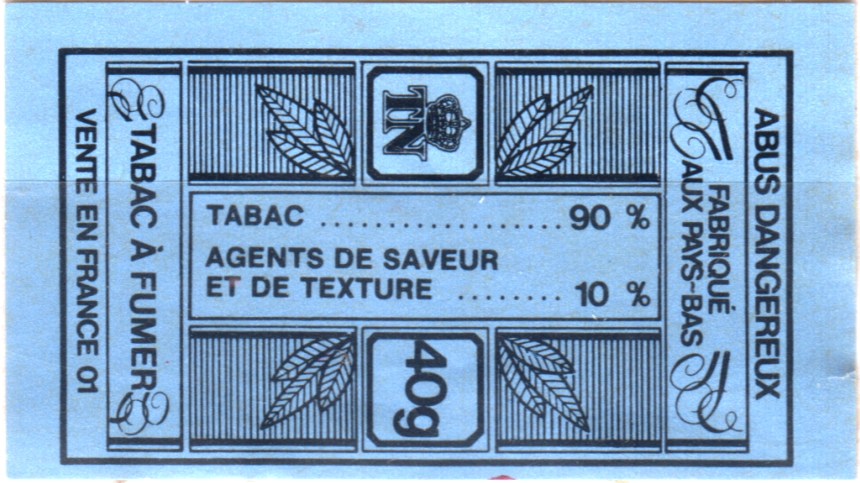 ABUS DANGEREUX
FABRIQUÉ
AUX PAYS-BAS
TN
TABAC .................... 90 %
AGENTS DE SAVEUR
ET DE TEXTURE ........ 10 %
40g
TABAC À FUMER
VENTE EN FRANCE 01